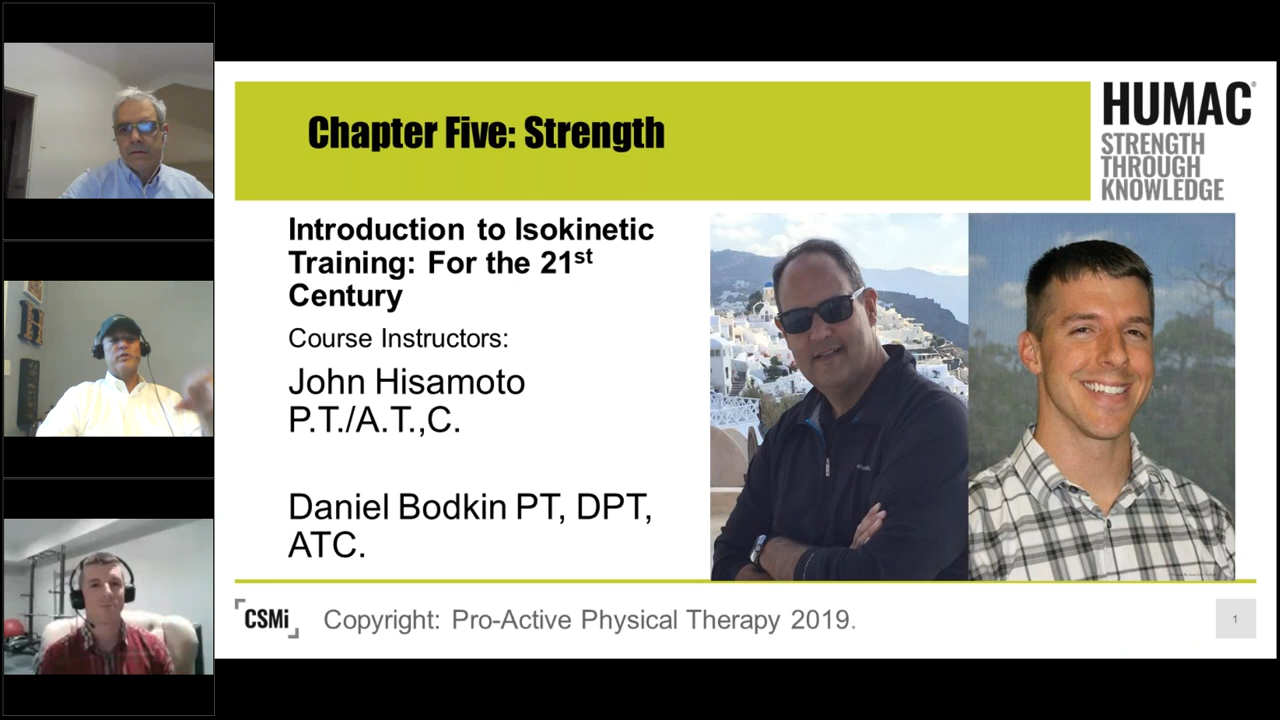 Chapter Five: Strength
HUMAC®
STRENGTH
THROUGH
KNOWLEDGE
Introduction to Isokinetic
Training: For the 21st
Century
Course Instructors:
John Hisamoto
P.T./A.T.,C.
Daniel Bodkin PT, DPT,
ATC.
CSMi
Copyright: Pro-Active Physical Therapy 2019.
1